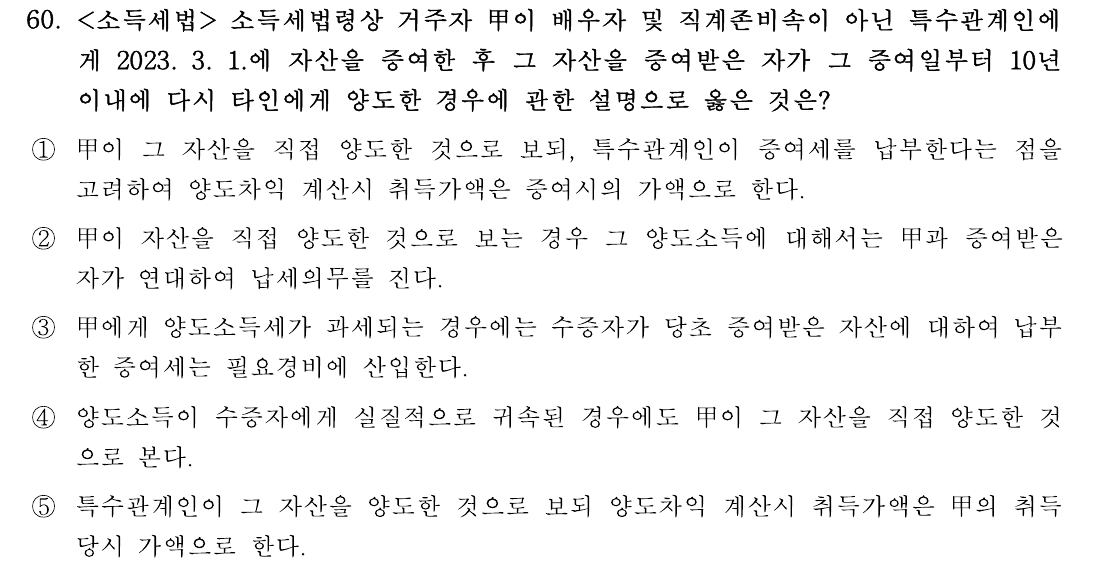 60. <소득세법> 소득세법령상 거주자 甲이 배우자 및 직계존비속이 아닌 특수관계인에
게 2023. 3. 1.에 자산을 증여한 후 그 자산을 증여받은 자가 그 증여일부터 10년
이내에 다시 타인에게 양도한 경우에 관한 설명으로 옳은 것은?
① 甲이 그 자산을 직접 양도한 것으로 보되, 특수관계인이 증여세를 납부한다는 점을
고려하여 양도차익 계산시 취득가액은 증여시의 가액으로 한다.
② 甲이 자산을 직접 양도한 것으로 보는 경우 그 양도소득에 대해서는 甲과 증여받은
자가 연대하여 납세의무를 진다.
③ 甲에게 양도소득세가 과세되는 경우에는 수증자가 당초 증여받은 자산에 대하여 납부
한 증여세는 필요경비에 산입한다.
④ 양도소득이 수증자에게 실질적으로 귀속된 경우에도 甲이 그 자산을 직접 양도한 것
으로 본다.
⑤ 특수관계인이 그 자산을 양도한 것으로 보되 양도차익 계산시 취득가액은 甲의 취득
당시 가액으로 한다.